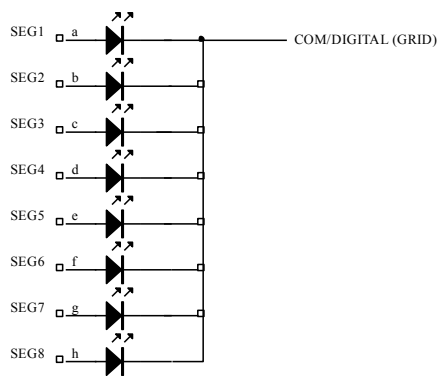 SEG1 a COM/DIGITAL (GRID)
SEG2 b
SEG3 c
SEG4 d
SEG5 e
SEG6 f
SEG7 g
SEG8 h